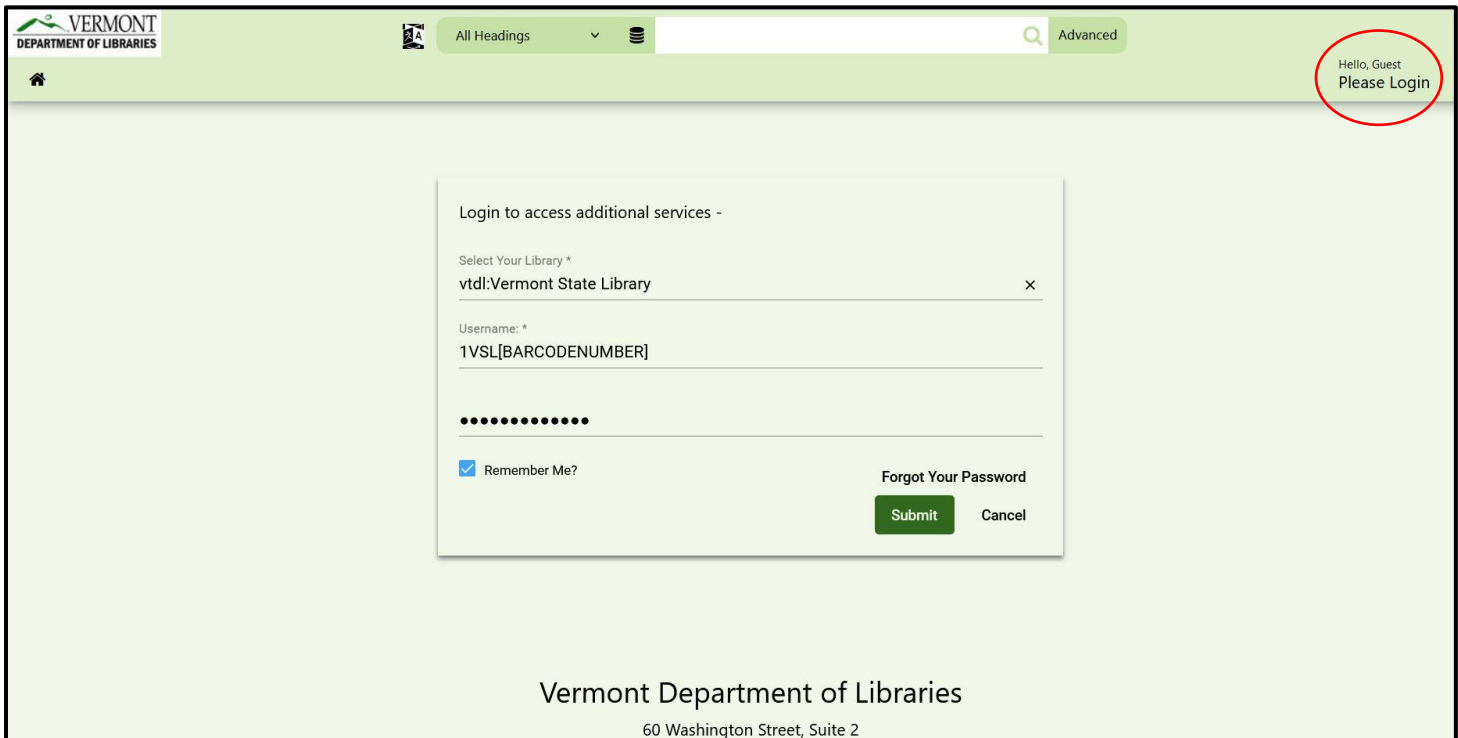 VERMONT
DEPARTMENT OF LIBRARIES
All Headings
Advanced
Hello, Guest
Please Login
Login to access additional services -
Select Your Library *
vtdl:Vermont State Library
Username: *
1VSL[BARCODENUMBER]
•••••••••••••
Remember Me?
Forgot Your Password
Submit Cancel
Vermont Department of Libraries
60 Washington Street, Suite 2